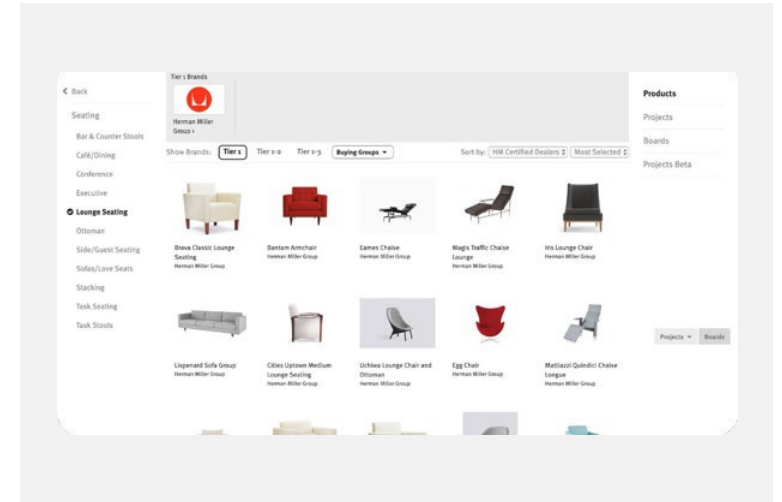 Back
Seating
Bar & Counter Stools
Café/Dining
Conference
Executive
Lounge Seating
Ottoman
Side/Guest Seating
Sofas/Love Seats
Stacking
Task Seating
Task Stools
Tier 1 Brands
Herman Miller
Group ›
Show Brands: Tier 1 Tier 1-2 Tier 1-3 Buying Groups Sort by: HM Certified Dealers Most Selected
Brava Classic Lounge
Seating
Herman Miller Group
Bantam Armchair
Herman Miller Group
Eames Chaise
Herman Miller Group
Magis Traffic Chaise
Lounge
Herman Miller Group
Iris Lounge Chair
Herman Miller Group
Lispenard Sofa Group
Herman Miller Group
Cities Uptown Medium
Lounge Seating
Herman Miller Group
Uchiwa Lounge Chair and
Ottoman
Herman Miller Group
Egg Chair
Herman Miller Group
Mattiazzi Quindici Chaise
Longue
Herman Miller Group
Products
Projects
Boards
Projects Beta
Projects Boards